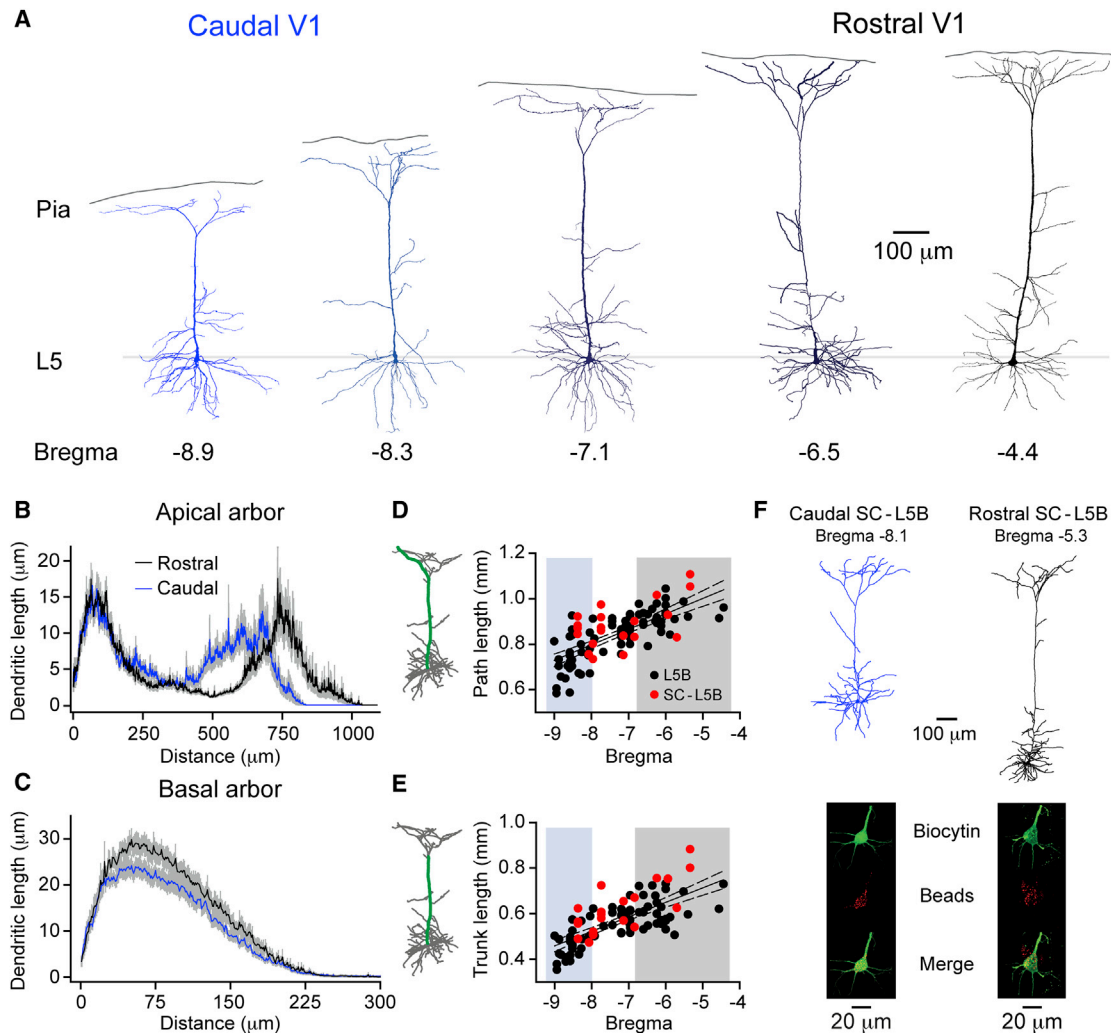 A
Caudal V1
Rostral V1
Pia
100 μm
L5
Bregma
-8.9
-8.3
-7.1
-6.5
-4.4
B
Apical arbor
Dendritic length (μm)
20
15
10
5
0
Rostral
Caudal
0
250
500
750
1000
Distance (μm)
C
Basal arbor
Dendritic length (μm)
30
20
10
0
0
75
150
225
300
Distance (μm)
D
Path length (mm)
1.2
1.0
0.8
0.6
L5B
SC-L5B
-9
-8
-7
-6
-5
-4
Bregma
E
Trunk length (mm)
1.0
0.8
0.6
0.4
-9
-8
-7
-6
-5
-4
Bregma
F
Caudal SC-L5B
Bregma -8.1
Rostral SC-L5B
Bregma -5.3
100 μm
Biocytin
Beads
Merge
20 μm
20 μm